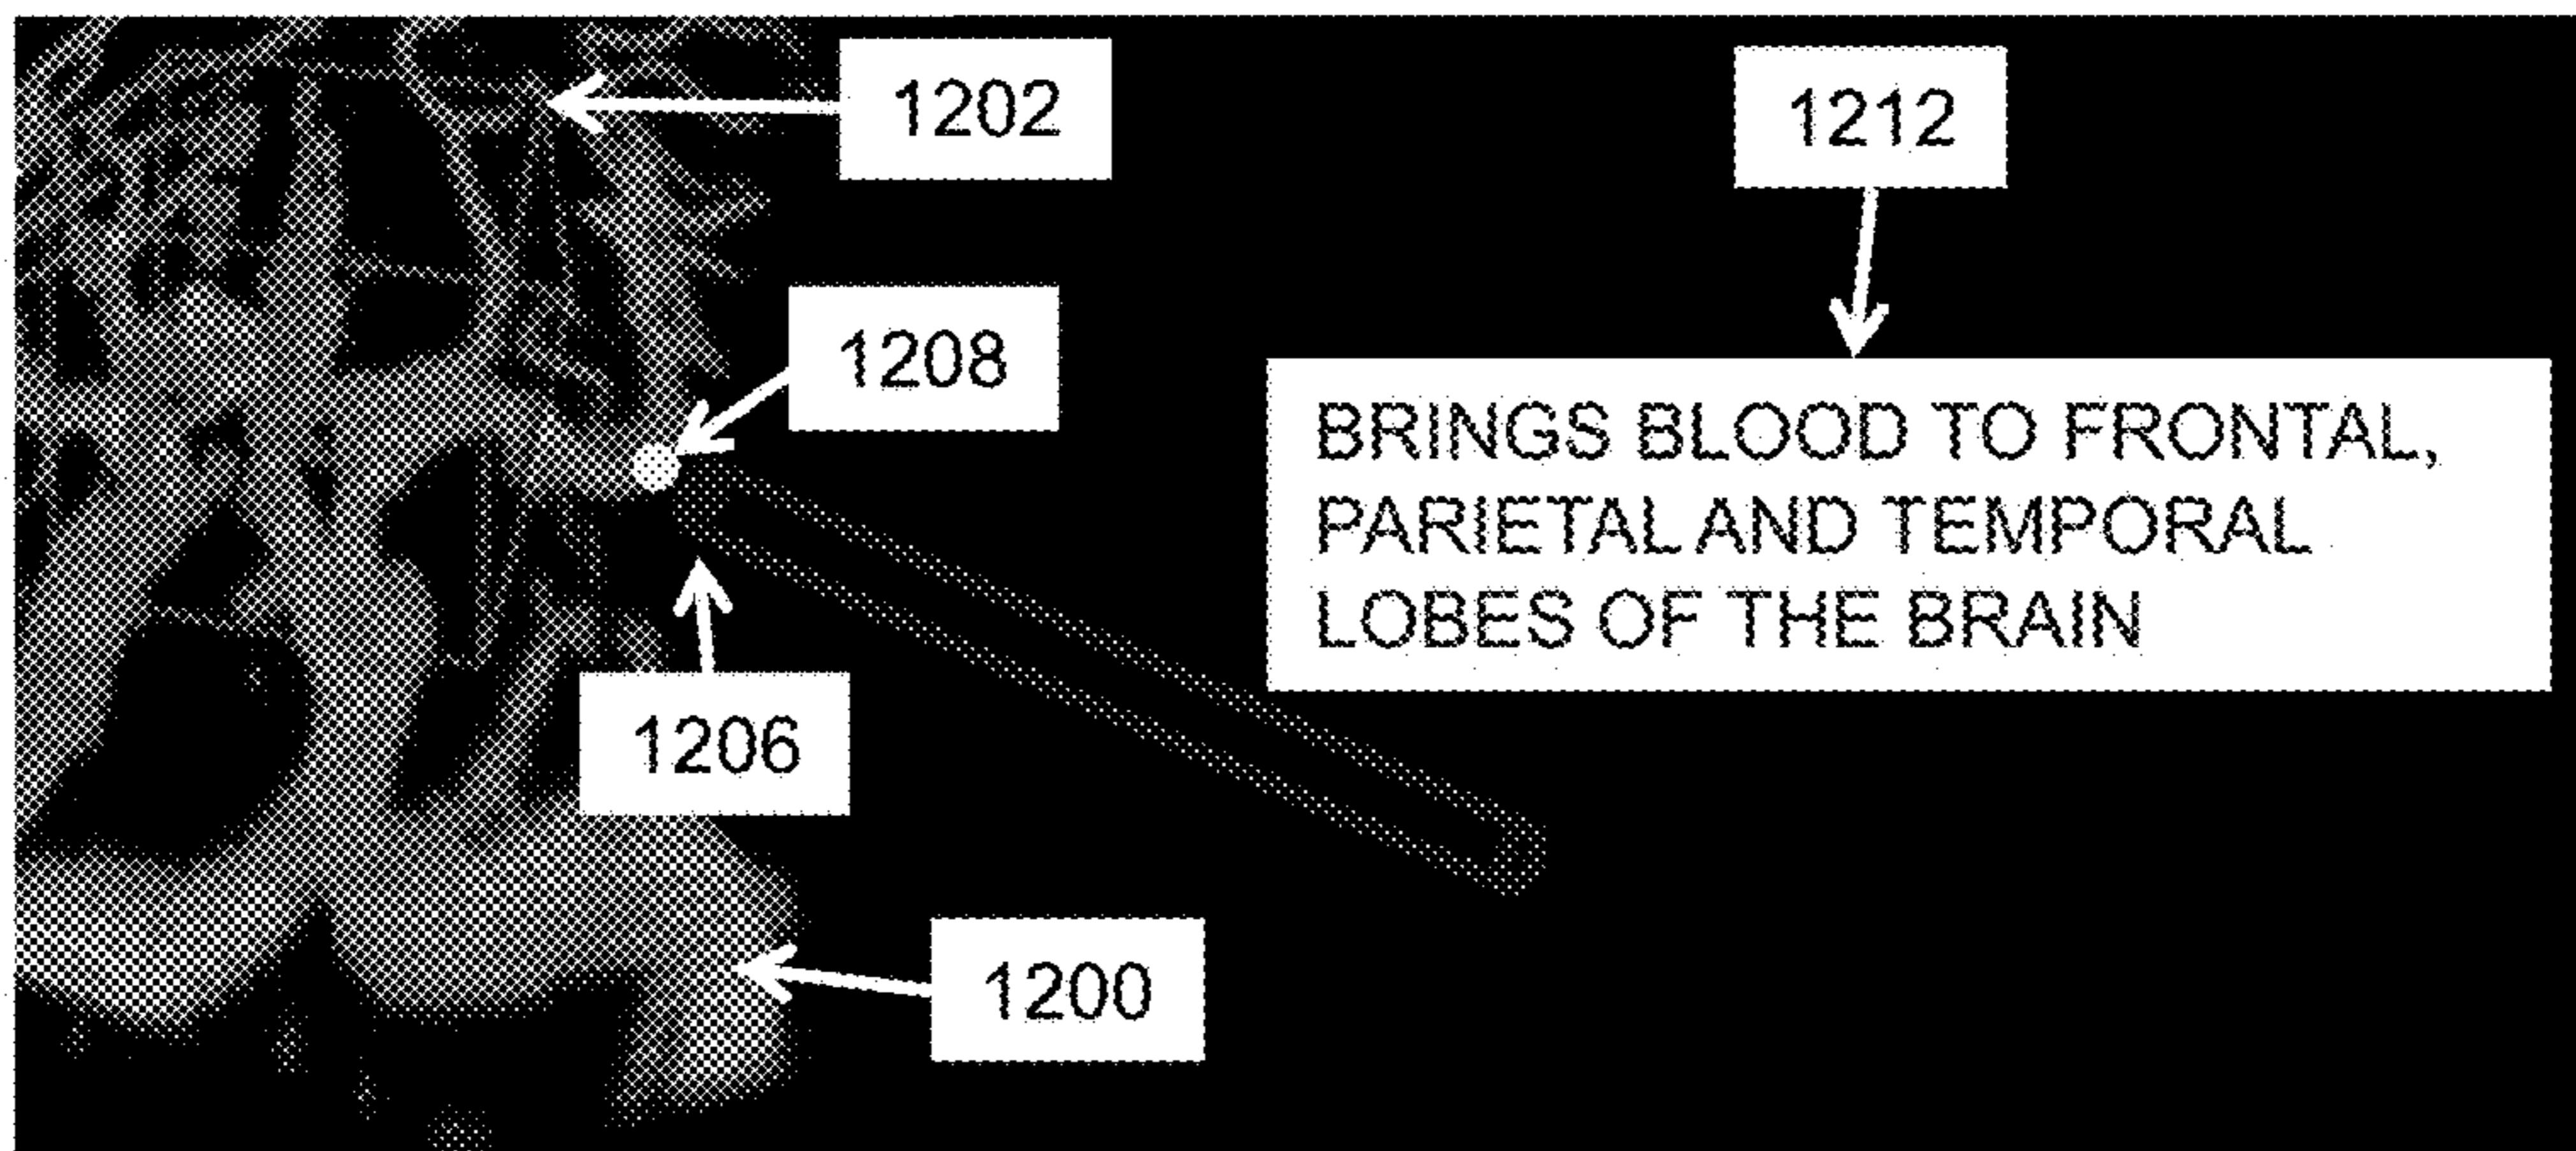 1202
1212
1208
BRINGS BLOOD TO FRONTAL,
PARIETAL AND TEMPORAL
LOBES OF THE BRAIN
1206
1200